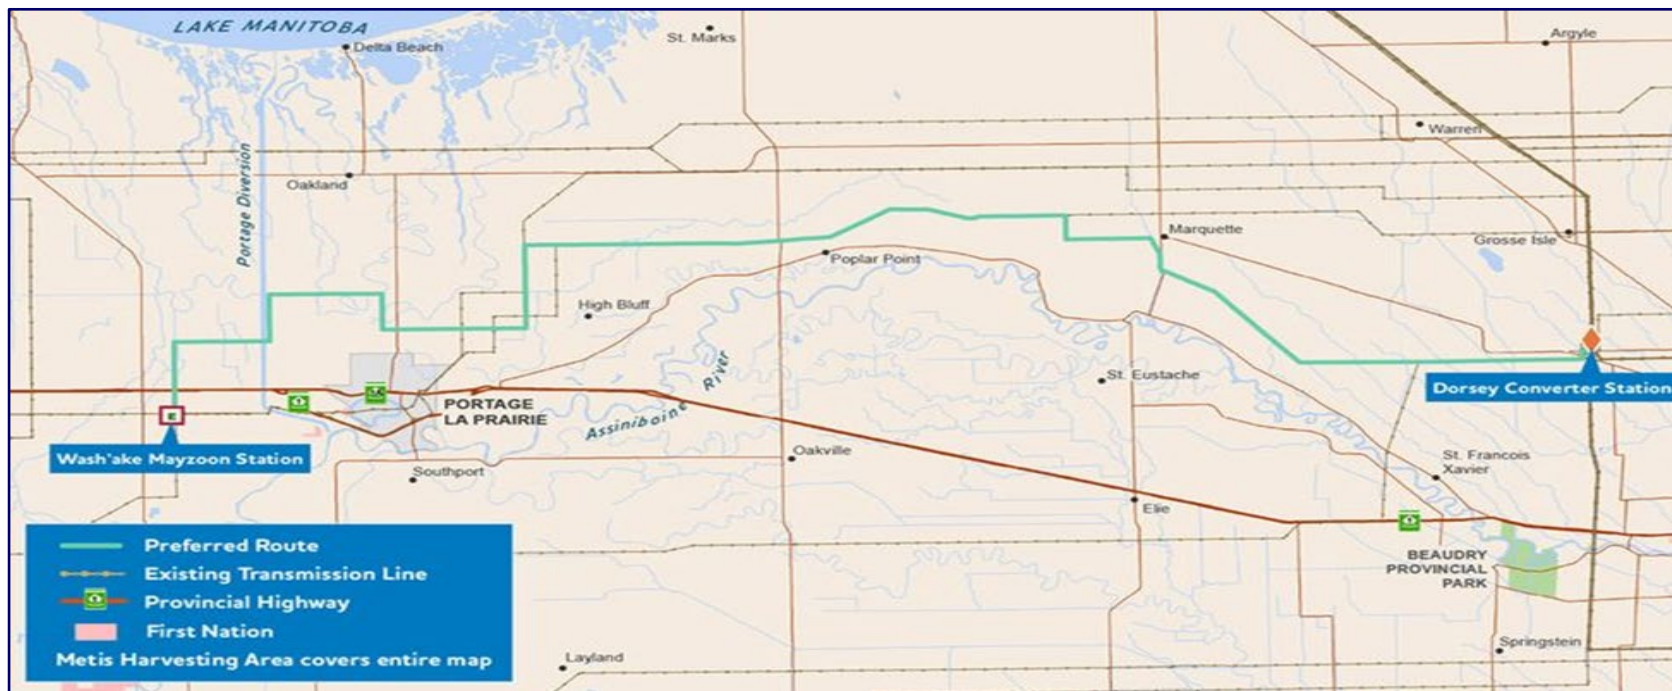 LAKE MANITOBA
Delta Beach
St. Marks
Argyle
Warren
Portage Diversion
Oakland
Marquette
Grosse Isle
Poplar Point
High Bluff
St. Eustache
Dorsey Converter Station
PORTAGE
LA PRAIRIE
Assiniboine River
Wash'ake Mayzoon Station
Southport
Oakville
St. Francois
Xavier
Elie
BEAUDRY
PROVINCIAL
PARK
Springstein
Layland
Preferred Route
Existing Transmission Line
Provincial Highway
First Nation
Metis Harvesting Area covers entire map